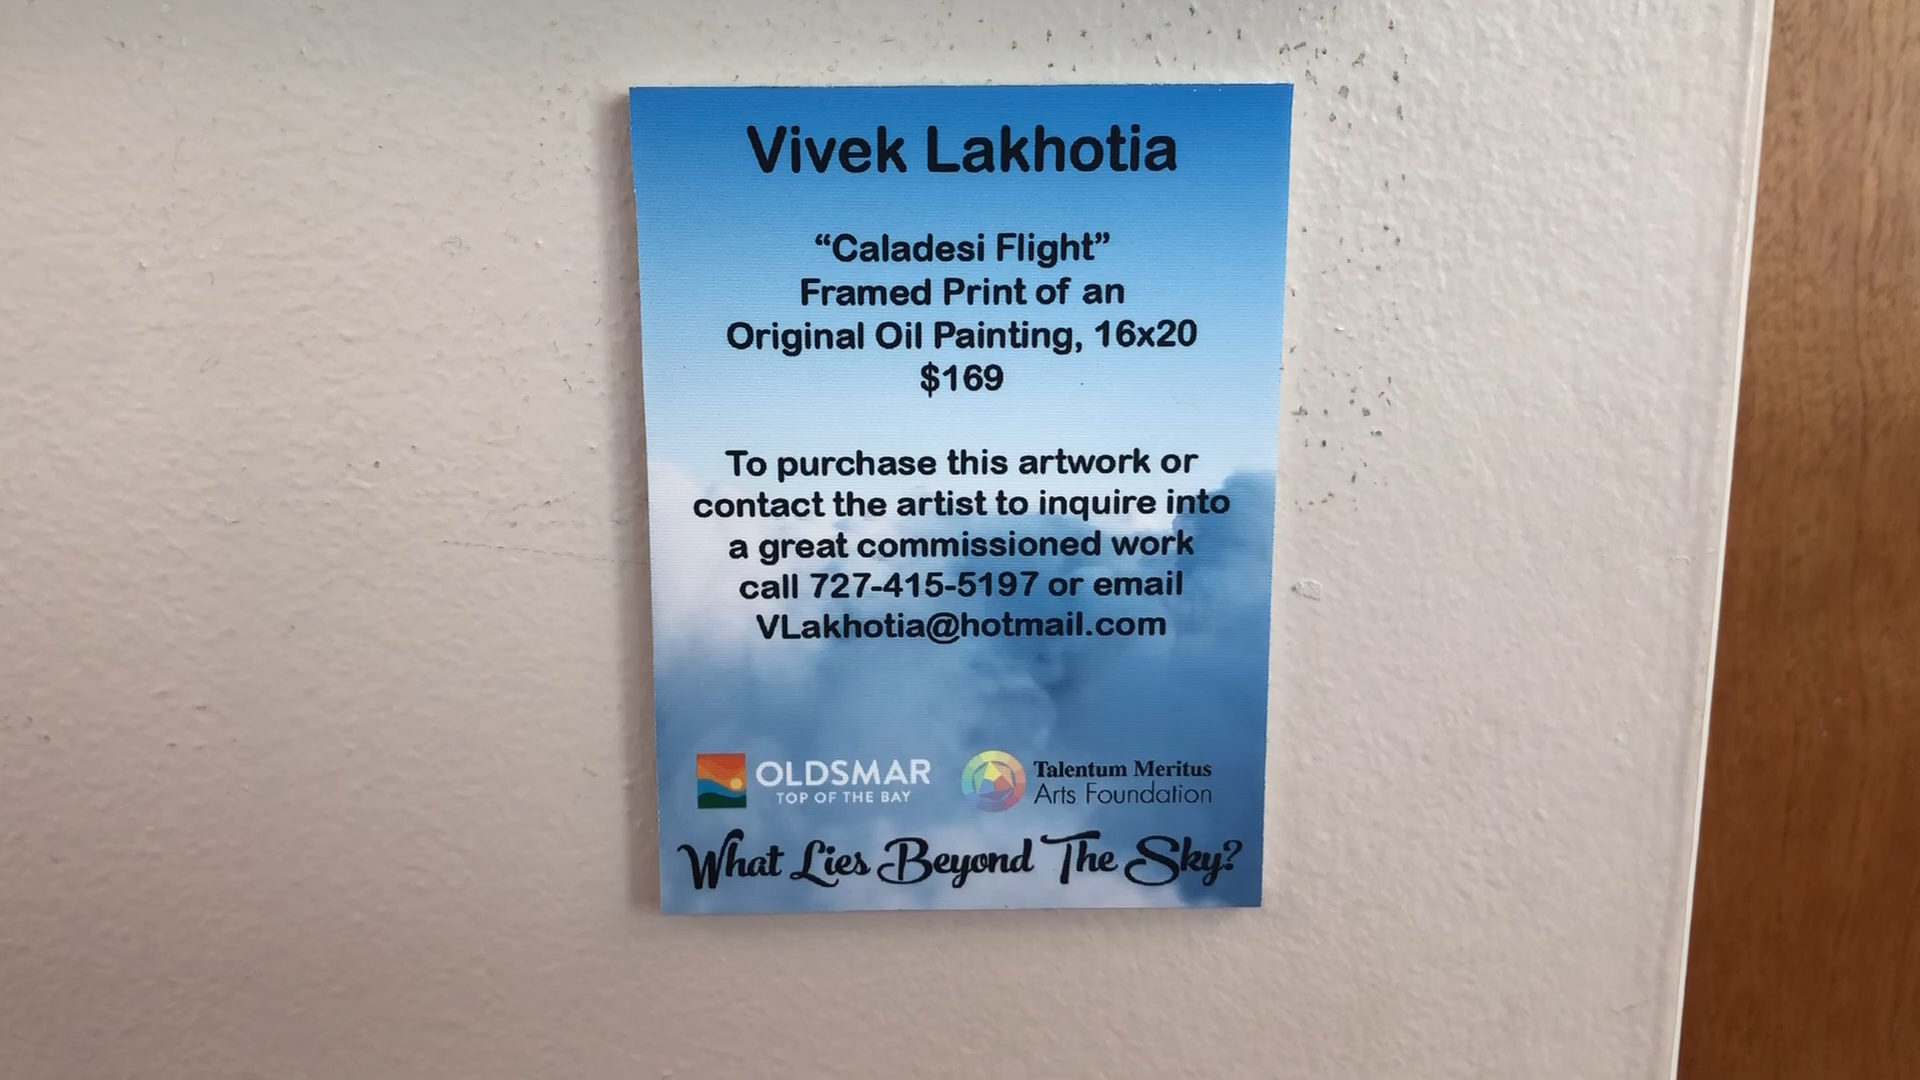 Vivek Lakhotia
“Caladesi Flight”
Framed Print of an
Original Oil Painting, 16x20
$169
To purchase this artwork or
contact the artist to inquire into
a great commissioned work
call 727-415-5197 or email
VLakhotia@hotmail.com
OLDSMAR
TOP OF THE BAY
Talentum Meritus
Arts Foundation
What Lies Beyond The Sky?